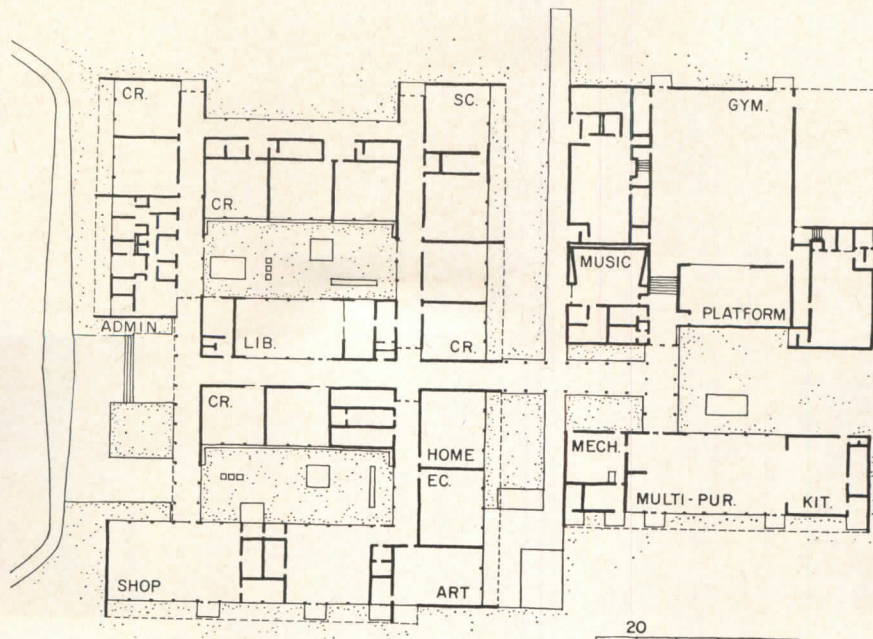 CR.
SC.
GYM.
CR.
MUSIC
PLATFORM
ADMIN.
LIB.
CR.
CR.
HOME
EC.
MECH.
MULTI-PUR.
KIT.
SHOP
ART
20